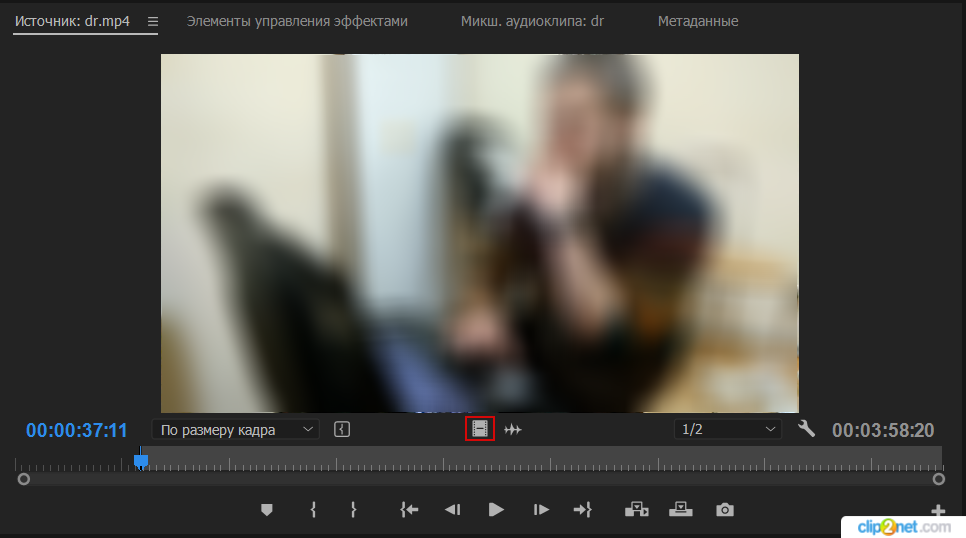 Источник: dr.mp4
Элементы управления эффектами
Микш. аудиоклипа: dr
Метаданные
00:00:37:11
По размеру кадра
1/2
00:03:58:20
clip2net.com